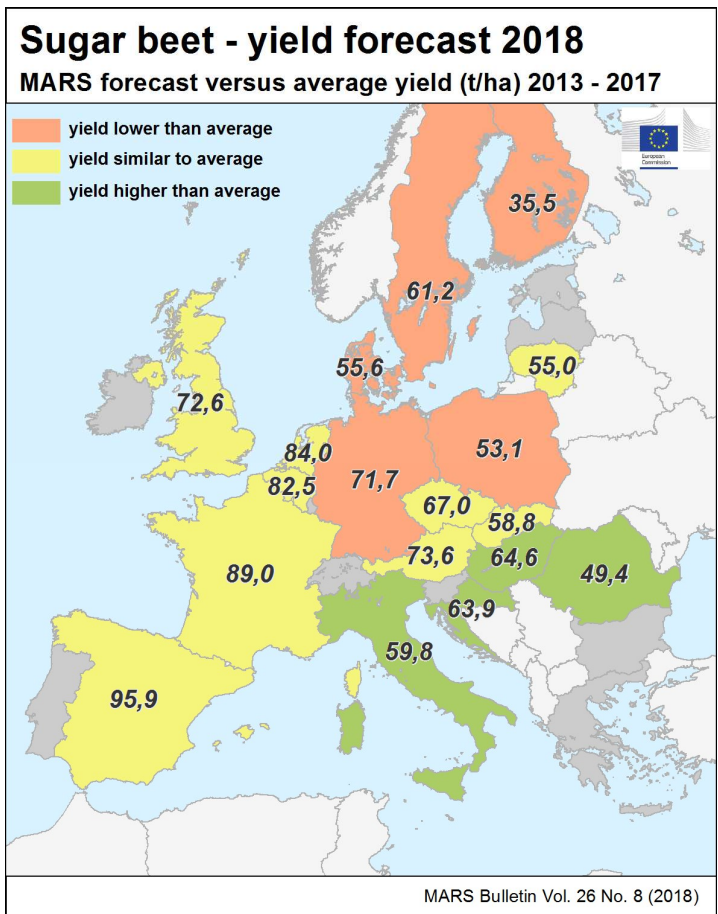 Sugar beet - yield forecast 2018
MARS forecast versus average yield (t/ha) 2013 - 2017
yield lower than average
yield similar to average
yield higher than average
European
Commission
35,5
61,2
55,6
55,0
72,6
84,0
82,5
71,7
53,1
67,0
58,8
73,6
64,6
49,4
89,0
63,9
59,8
95,9
MARS Bulletin Vol. 26 No. 8 (2018)